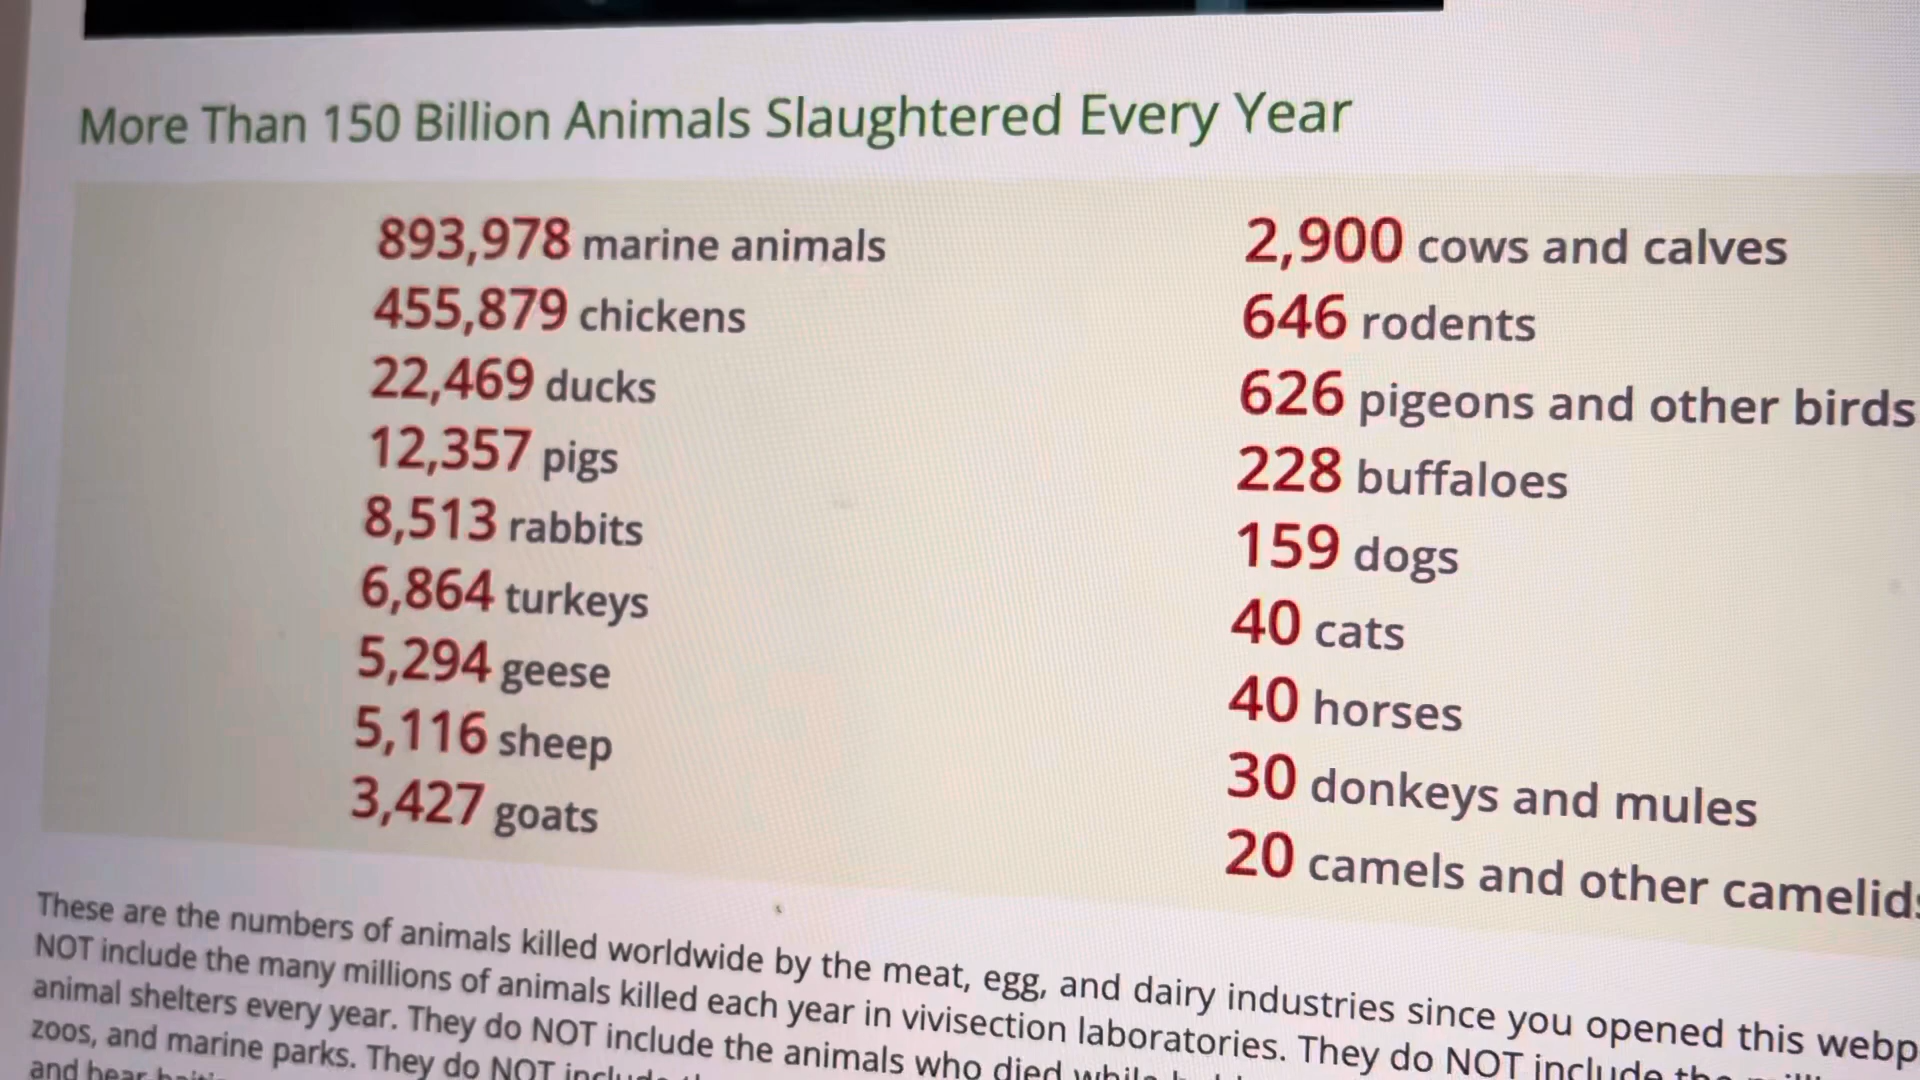 More Than 150 Billion Animals Slaughtered Every Year
893,978 marine animals
455,879 chickens
22,469 ducks
12,357 pigs
8,513 rabbits
6,864 turkeys
5,294 geese
5,116 sheep
3,427 goats
2,900 cows and calves
646 rodents
626 pigeons and other birds
228 buffaloes
159 dogs
40 cats
40 horses
30 donkeys and mules
20 camels and other camelids
These are the numbers of animals killed worldwide by the meat, egg, and dairy industries since you opened this
NOT include the many millions of animals killed each year in vivisection laboratories. They do NOT include the
animal shelters every year. They do NOT include the animals who died while
zoos, and marine parks. They do NOT
and bear